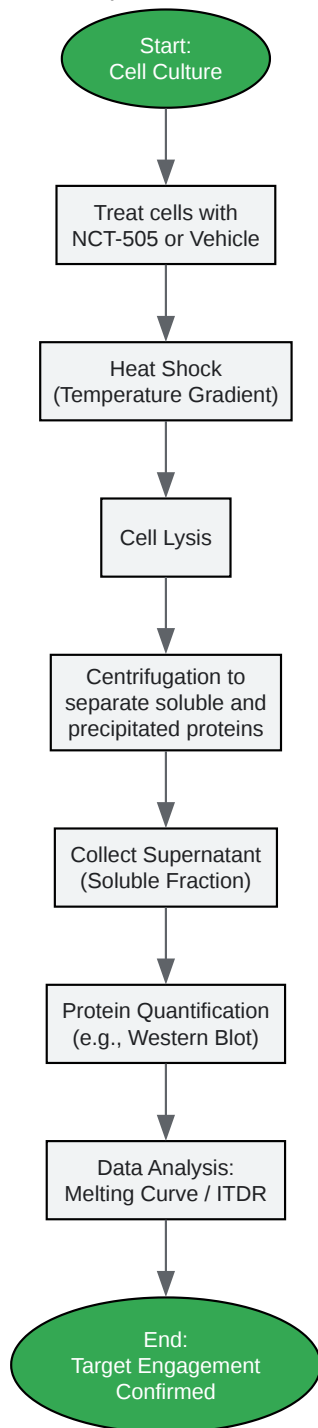 Start:
Cell Culture
Treat cells with
NCT-505 or Vehicle
Heat Shock
(Temperature Gradient)
Cell Lysis
Centrifugation to
separate soluble and
precipitated proteins
Collect Supernatant
(Soluble Fraction)
Protein Quantification
(e.g., Western Blot)
Data Analysis:
Melting Curve / ITDR
End:
Target Engagement
Confirmed